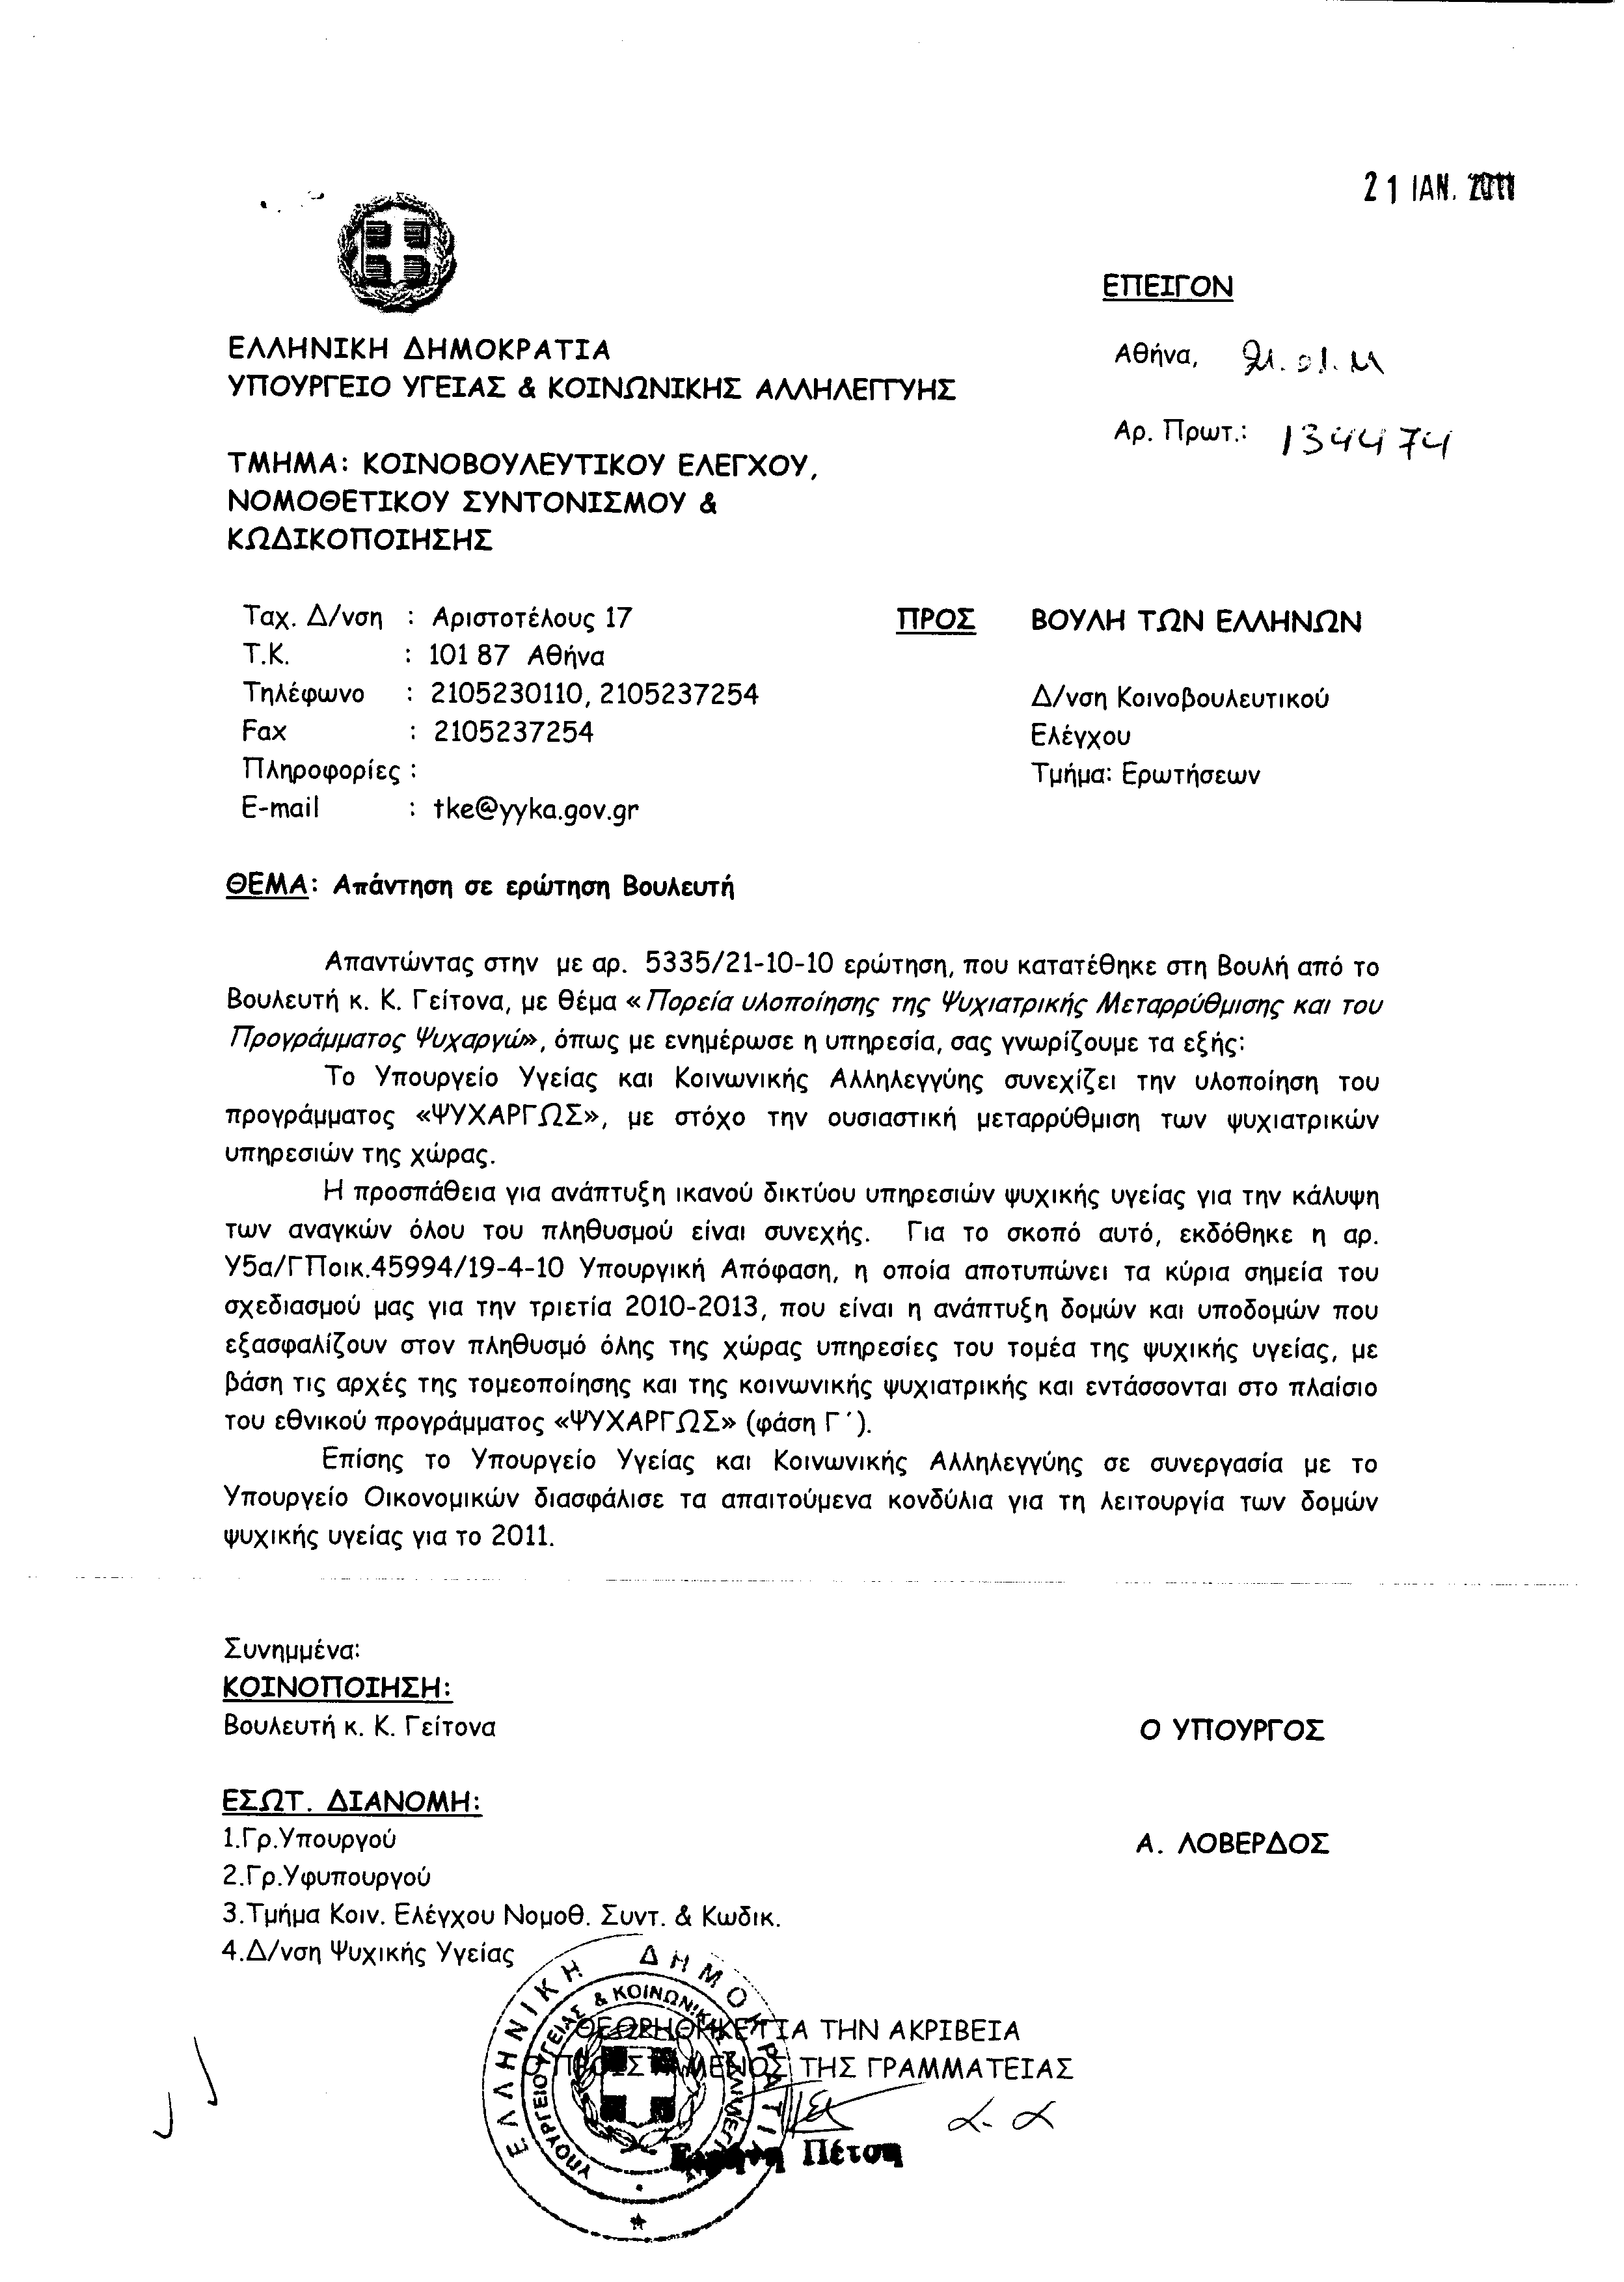 21 ΙΑΝ. 2011
ΕΠΕΙΓΟΝ
ΕΛΛΗΝΙΚΗ ΔΗΜΟΚΡΑΤΙΑ
ΥΠΟΥΡΓΕΙΟ ΥΓΕΙΑΣ & ΚΟΙΝΩΝΙΚΗΣ ΑΛΛΗΛΕΓΓΥΗΣ
Αθήνα, 21.01.11
Αρ. Πρωτ.: 134474
ΤΜΗΜΑ: ΚΟΙΝΟΒΟΥΛΕΥΤΙΚΟΥ ΕΛΕΓΧΟΥ,
ΝΟΜΟΘΕΤΙΚΟΥ ΣΥΝΤΟΝΙΣΜΟΥ &
ΚΩΔΙΚΟΠΟΙΗΣΗΣ
Ταχ. Δ/νση : Αριστοτέλους 17
Τ.Κ. : 101 87 Αθήνα
Τηλέφωνο : 2105230110, 2105237254
Fax : 2105237254
Πληροφορίες :
E-mail : tke@yyka.gov.gr
ΠΡΟΣ ΒΟΥΛΗ ΤΩΝ ΕΛΛΗΝΩΝ
Δ/νση Κοινοβουλευτικού
Ελέγχου
Τμήμα: Ερωτήσεων
ΘΕΜΑ: Απάντηση σε ερώτηση Βουλευτή
Απαντώντας στην με αρ. 5335/21-10-10 ερώτηση, που κατατέθηκε στη Βουλή από το
Βουλευτή κ. Κ. Γείτονα, με θέμα «Πορεία υλοποίησης της Ψυχιατρικής Μεταρρύθμισης και του
Προγράμματος Ψυχαργώ», όπως με ενημέρωσε η υπηρεσία, σας γνωρίζουμε τα εξής:
Το Υπουργείο Υγείας και Κοινωνικής Αλληλεγγύης συνεχίζει την υλοποίηση του
προγράμματος «ΨΥΧΑΡΓΩΣ», με στόχο την ουσιαστική μεταρρύθμιση των ψυχιατρικών
υπηρεσιών της χώρας.
Η προσπάθεια για ανάπτυξη ικανού δικτύου υπηρεσιών ψυχικής υγείας για την κάλυψη
των αναγκών όλου του πληθυσμού είναι συνεχής. Για το σκοπό αυτό, εκδόθηκε η αρ.
Υ5α/ΓΠοικ.45994/19-4-10 Υπουργική Απόφαση, η οποία αποτυπώνει τα κύρια σημεία του
σχεδιασμού μας για την τριετία 2010-2013, που είναι η ανάπτυξη δομών και υποδομών που
εξασφαλίζουν στον πληθυσμό όλης της χώρας υπηρεσίες του τομέα της ψυχικής υγείας, με
βάση τις αρχές της τομεοποίησης και της κοινωνικής ψυχιατρικής και εντάσσονται στο πλαίσιο
του εθνικού προγράμματος «ΨΥΧΑΡΓΩΣ» (φάση Γ΄).
Επίσης το Υπουργείο Υγείας και Κοινωνικής Αλληλεγγύης σε συνεργασία με το
Υπουργείο Οικονομικών διασφάλισε τα απαιτούμενα κονδύλια για τη λειτουργία των δομών
ψυχικής υγείας για το 2011.
Συνημμένα:
ΚΟΙΝΟΠΟΙΗΣΗ:
Βουλευτή κ. Κ. Γείτονα
Ο ΥΠΟΥΡΓΟΣ
ΕΣΩΤ. ΔΙΑΝΟΜΗ:
1.Γρ.Υπουργού
Α. ΛΟΒΕΡΔΟΣ
2.Γρ.Υφυπουργού
3.Τμήμα Κοιν. Ελέγχου Νομοθ. Συντ. & Κωδικ.
4.Δ/νση Ψυχικής Υγείας
ΕΛΛΗΝΙΚΗ ΔΗΜΟΚΡΑΤΙΑ
ΥΠΟΥΡΓΕΙΟ ΥΓΕΙΑΣ & ΚΟΙΝΩΝΙΚΗΣ
ΘΕΩΡΗΘΗΚΕ ΓΙΑ ΤΗΝ ΑΚΡΙΒΕΙΑ
Ο ΠΡΟΪΣΤΑΜΕΝΟΣ ΤΗΣ ΓΡΑΜΜΑΤΕΙΑΣ
α. α
Πέτση